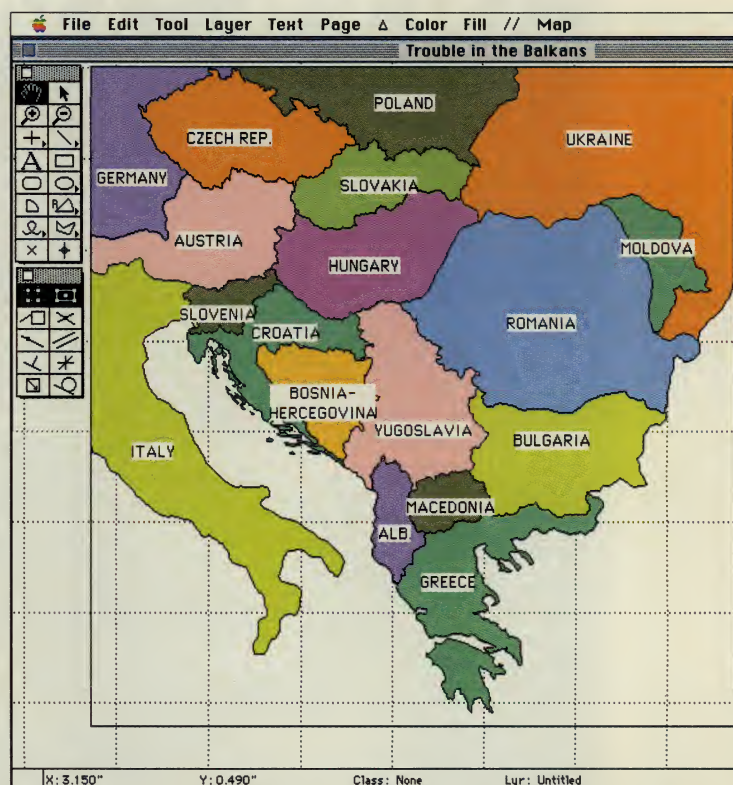 File Edit Tool Layer Text Page Δ Color Fill // Map
Trouble in the Balkans
POLAND
CZECH REP.
UKRAINE
GERMANY
SLOVAKIA
AUSTRIA
MOLDOVA
HUNGARY
SLOVENIA
CROATIA
ROMANIA
BOSNIA-
HERCEGOVINA
YUGOSLAVIA
BULGARIA
ITALY
MACEDONIA
ALB.
GREECE
A
R
X:3.150" Y:0.490" Class: None Lyr: Untitled